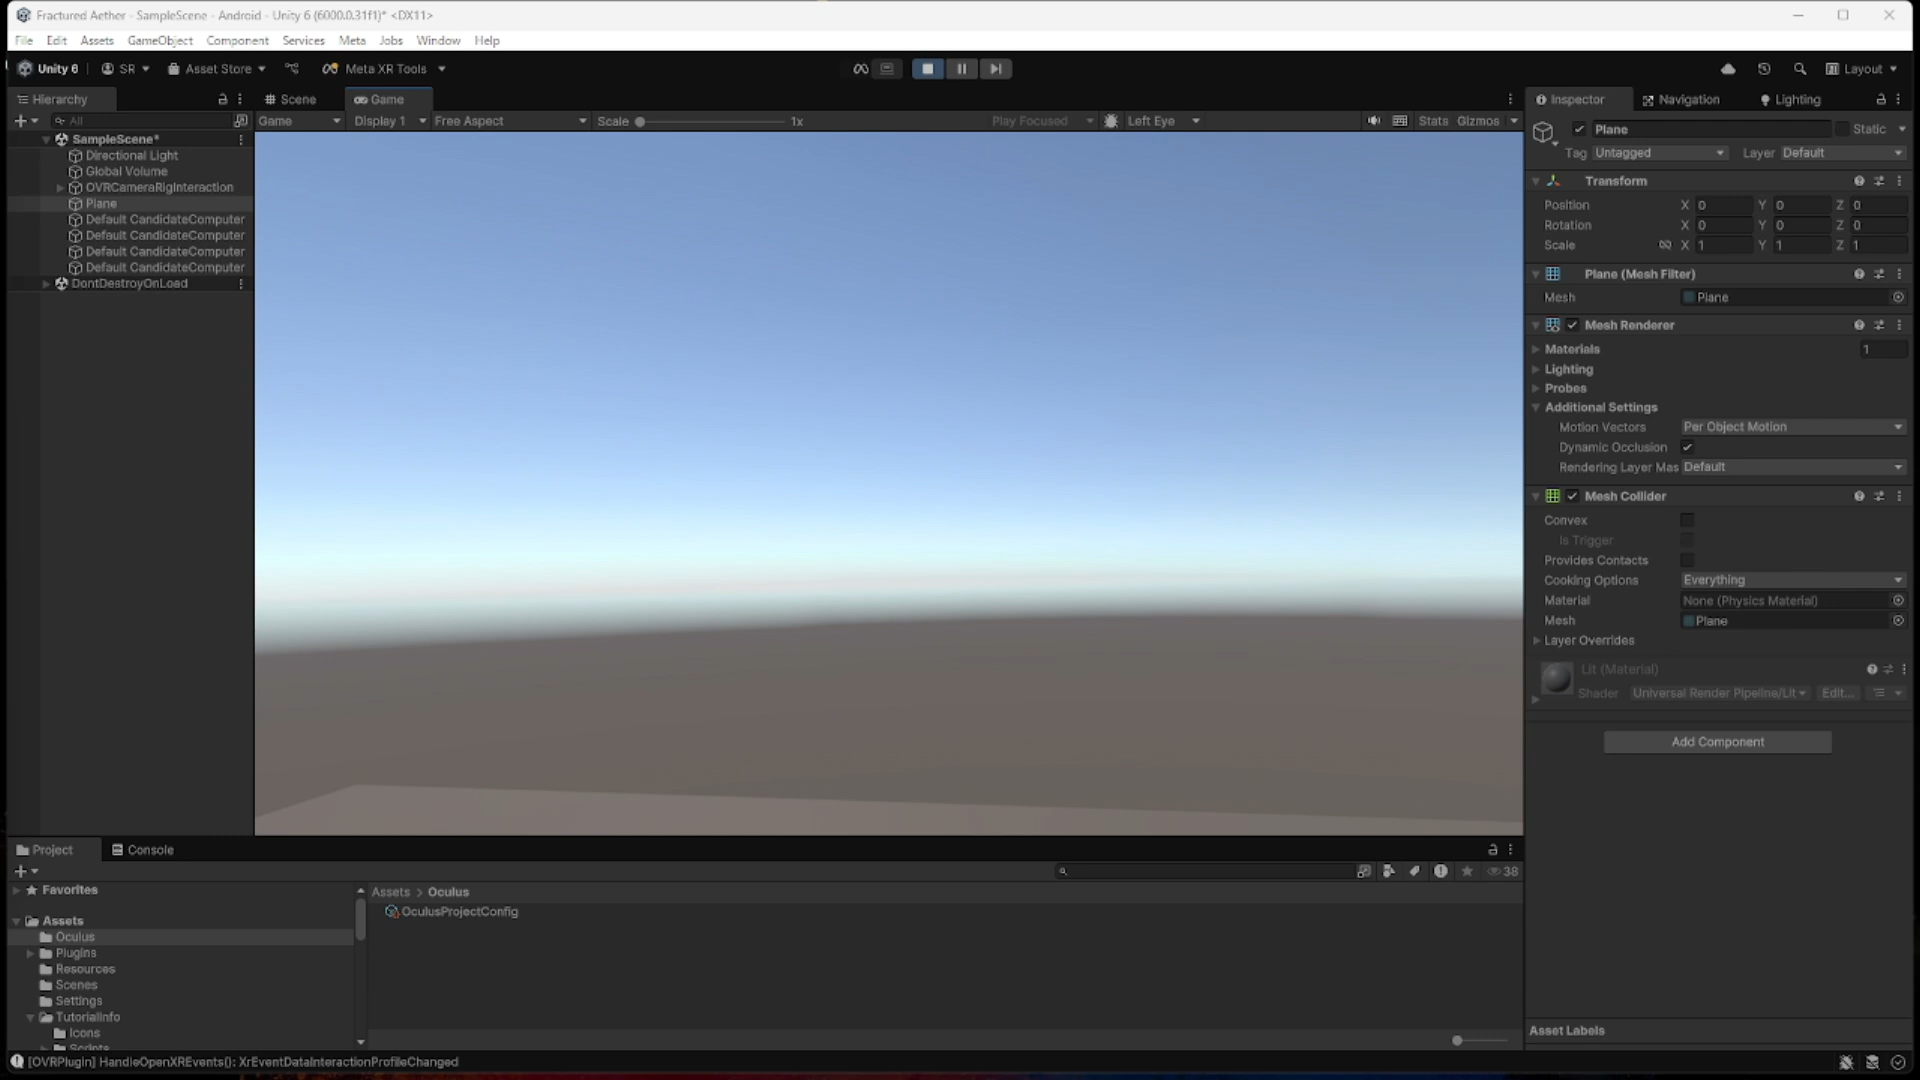 Fractured Aether - SampleScene - Android - Unity 6 (6000.0.31f1)* <DX11>
File Edit Assets GameObject Component Services Meta Jobs Window Help
Unity 6 SR Asset Store Meta XR Tools Layout
Hierarchy
Scene Game
Inspector Navigation Lighting
All
Game Display 1 Free Aspect Scale 1x Play Focused Left Eye Stats Gizmos
SampleScene*
Directional Light
Global Volume
OVRCameraRigInteraction
Plane
Default CandidateComputer
Default CandidateComputer
Default CandidateComputer
Default CandidateComputer
DontDestroyOnLoad
Plane Static
Tag Untagged Layer Default
Transform
Position X 0 Y 0 Z 0
Rotation X 0 Y 0 Z 0
Scale X 1 Y 1 Z 1
Plane (Mesh Filter)
Mesh Plane
Mesh Renderer
Materials 1
Lighting
Probes
Additional Settings
Motion Vectors Per Object Motion
Dynamic Occlusion
Rendering Layer Mas Default
Mesh Collider
Convex
Is Trigger
Provides Contacts
Cooking Options Everything
Material None (Physics Material)
Mesh Plane
Layer Overrides
Lit (Material)
Shader Universal Render Pipeline/Lit Edit...
Add Component
Asset Labels
Project Console
38
Favorites
Assets
Oculus
Plugins
Resources
Scenes
Settings
TutorialInfo
Icons
Scripts
Assets > Oculus
OculusProjectConfig
[OVRPlugin] HandleOpenXREvents(): XrEventDataInteractionProfileChanged